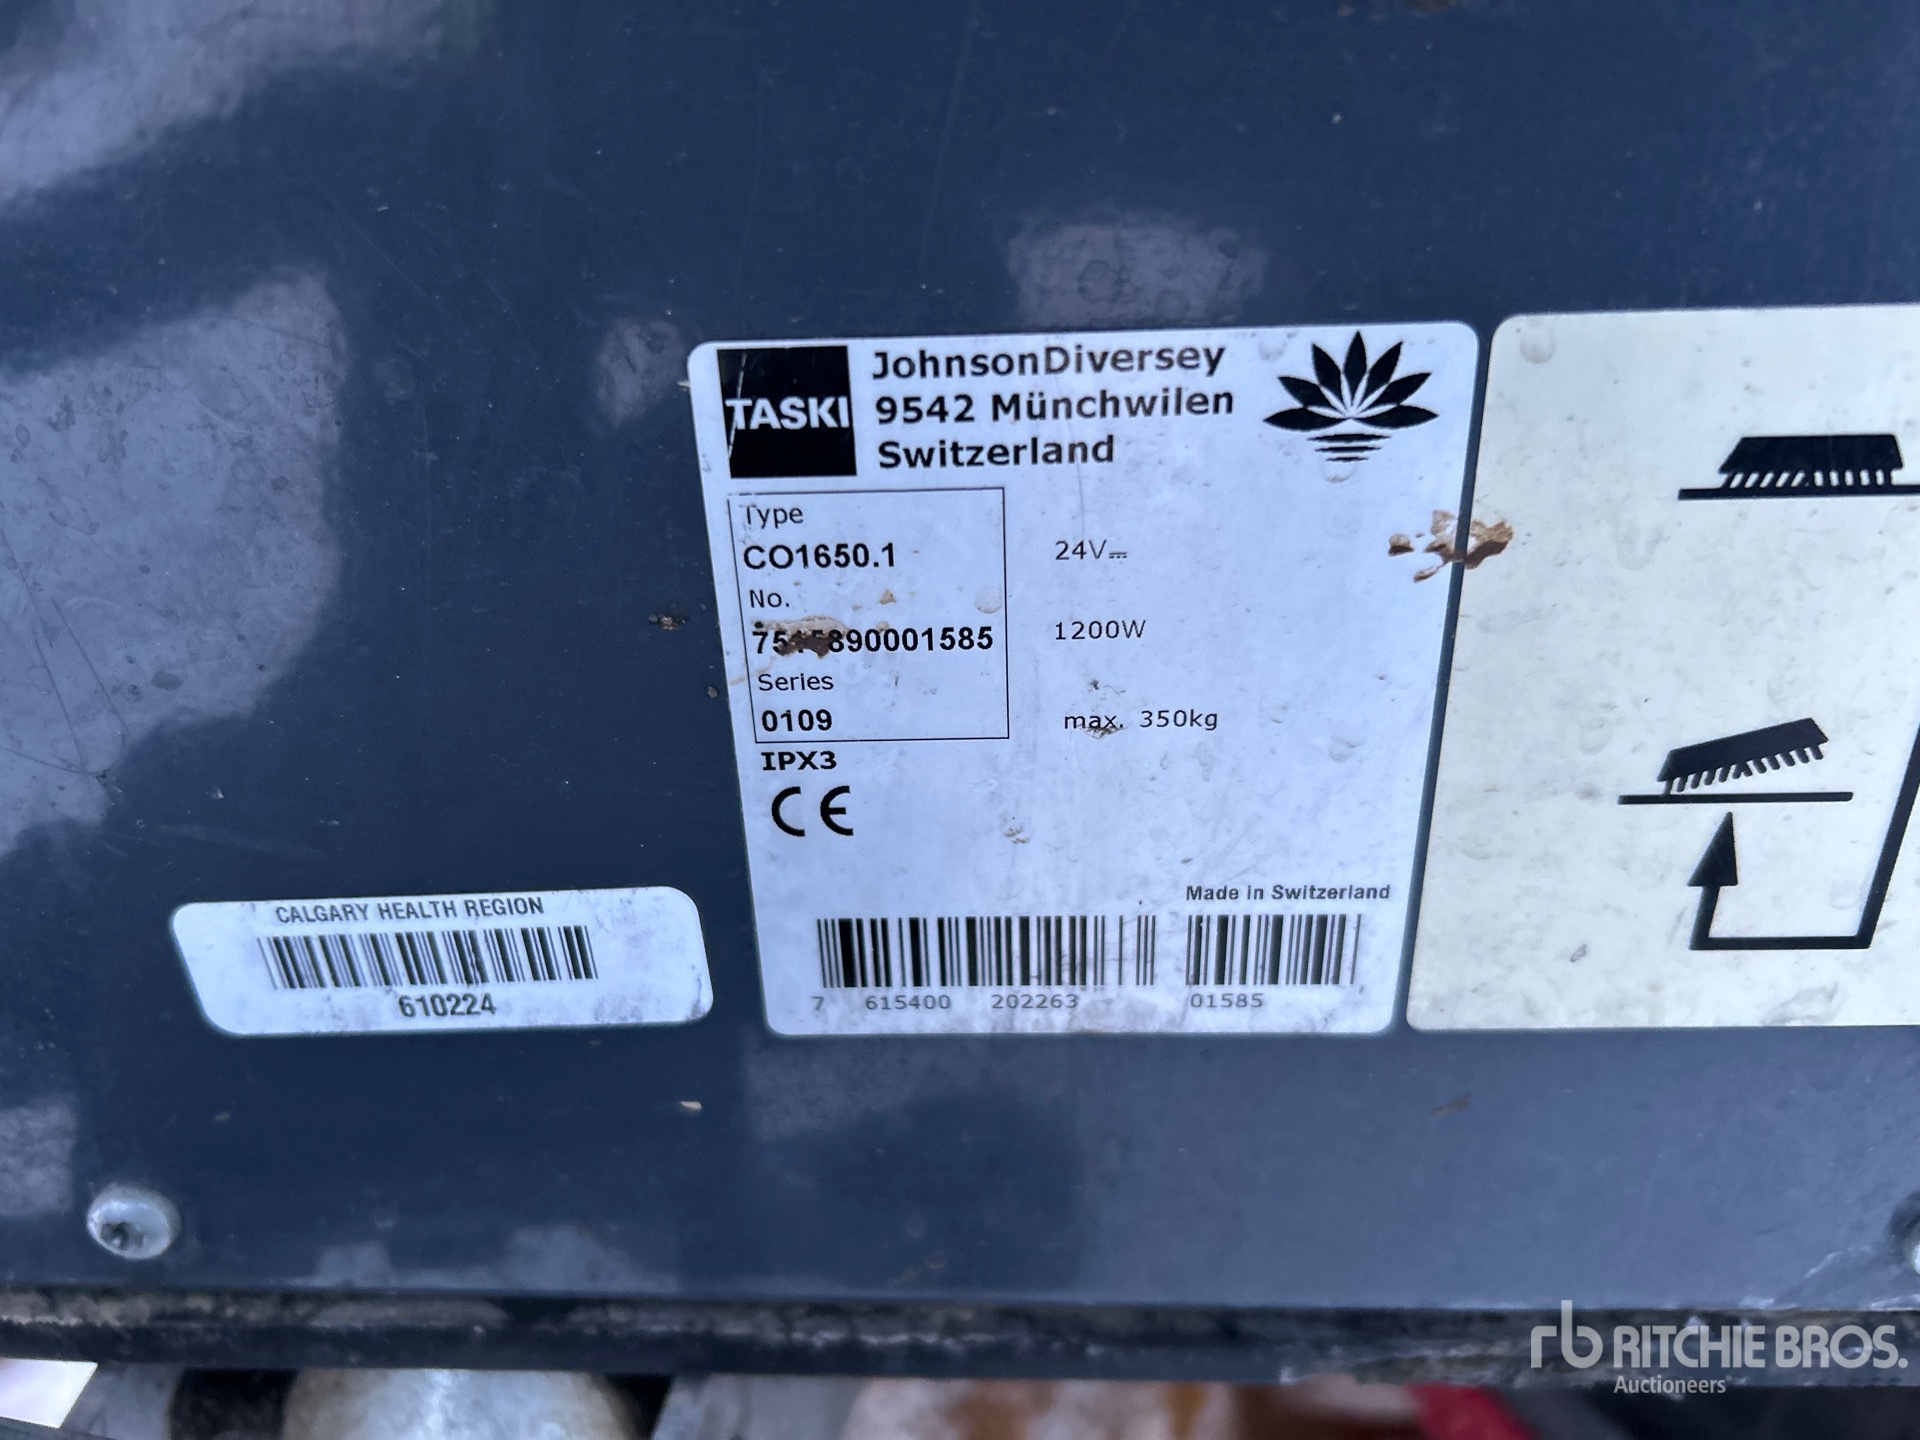 TASKI
JohnsonDiversey
9542 Münchwilen
Switzerland
Type
CO1650.1
No.
Series
0109
IPX3
CE
24V
1200W
max. 350kg
Made in Switzerland
7 615400 202263 01585
CALGARY HEALTH REGION
610224
rb RITCHIE BROS.
Auctioneers